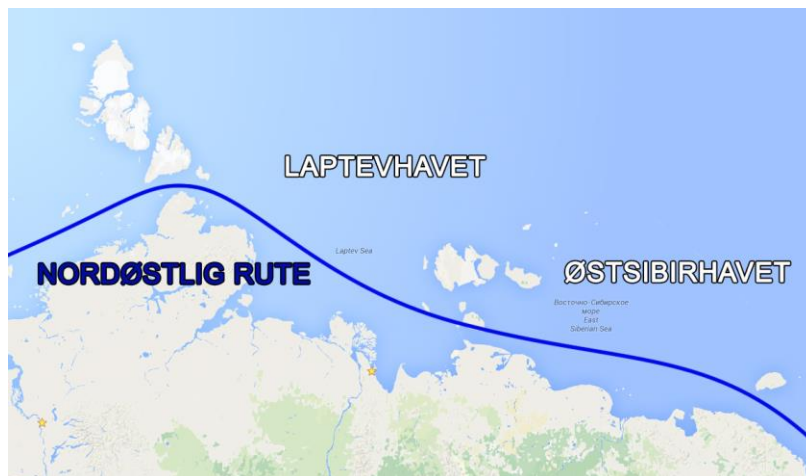 LAPTEVHAVET
Laptev Sea
NORDØSTLIG RUTE
ØSTSIBIRHAVET
Восточно-Сибирское
море
East
Siberian Sea